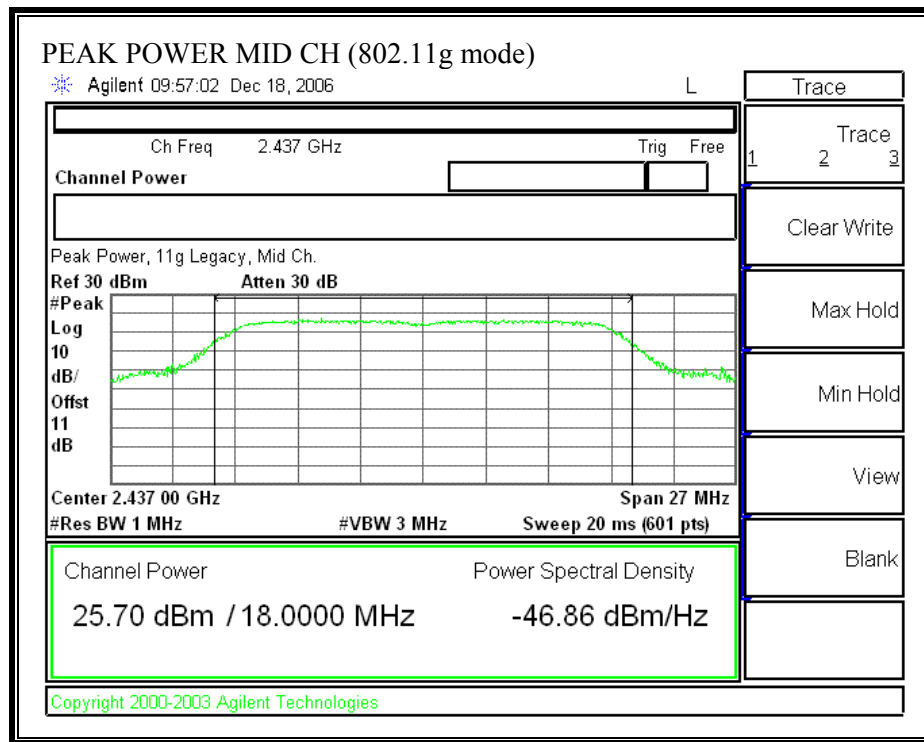 PEAK POWER MID CH (802.11g mode)
Agilent 09:57:02 Dec 18, 2006 L Trace
Ch Freq 2.437 GHz Trig Free
Channel Power
Trace
1 2 3
Clear Write
Peak Power, 11g Legacy, Mid Ch.
Ref 30 dBm Atten 30 dB
#Peak
Log
10
dB/
Offst
11
dB
Max Hold
Min Hold
Center 2.437 00 GHz Span 27 MHz
#Res BW 1 MHz #VBW 3 MHz Sweep 20 ms (601 pts)
View
Channel Power Power Spectral Density
25.70 dBm / 18.0000 MHz -46.86 dBm/Hz
Blank
Copyright 2000-2003 Agilent Technologies